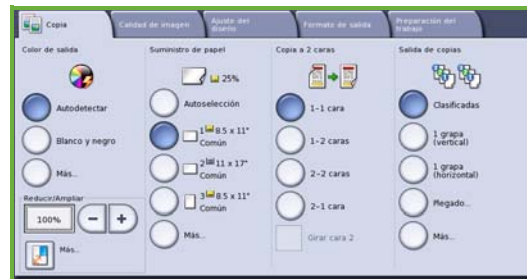 Copia
Calidad de imagen
Ajuste del
diseño
Formato de salida
Preparación del
trabajo
Color de salida
Autodetectar
Blanco y negro
Más...
Reducir/Ampliar
100%
Más...
Suministro de papel
25%
Autoselección
1 8.5 x 11"
Común
2 11 x 17"
Común
3 8.5 x 11"
Común
Más...
Copia a 2 caras
1-1 cara
1-2 caras
2-2 caras
2-1 cara
Girar cara 2
Salida de copias
Clasificadas
1 grapa
(vertical)
1 grapa
(horizontal)
Plegado...
Más...